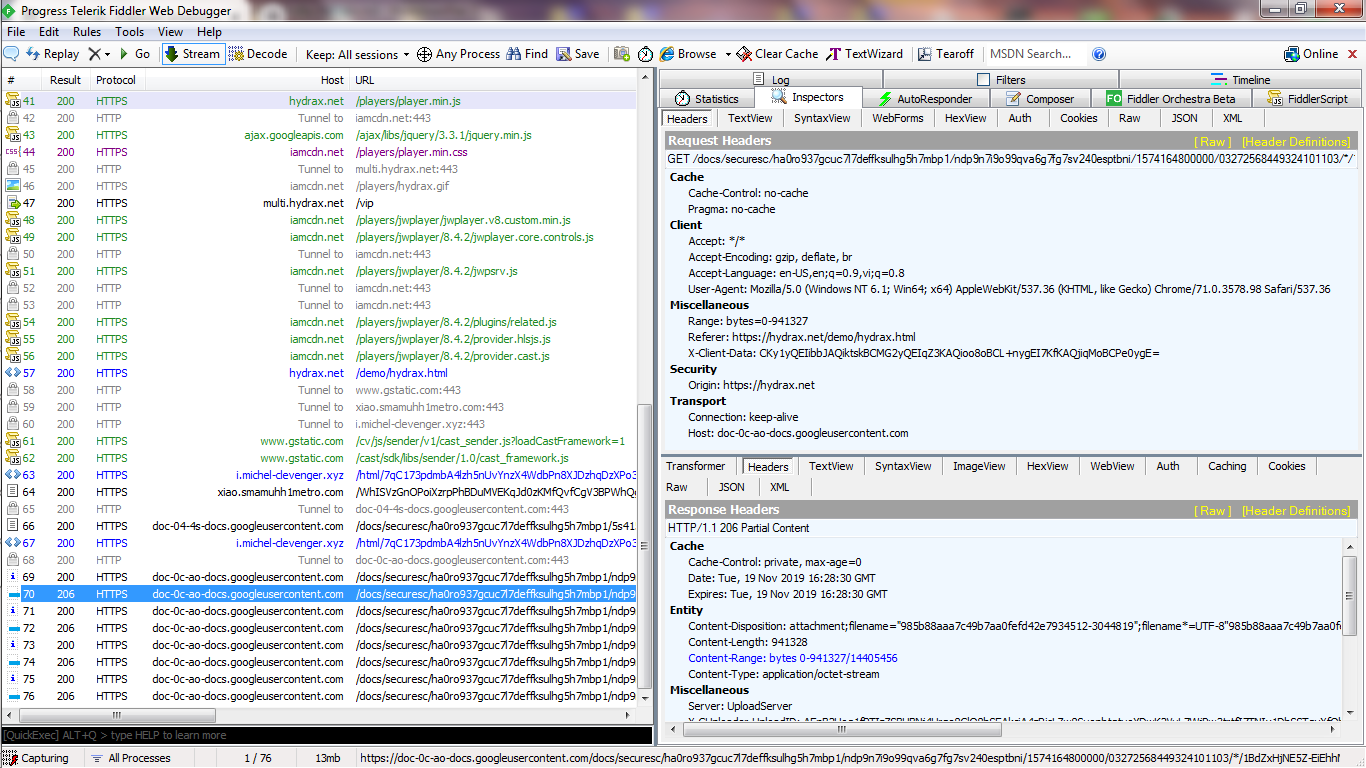 Progress Telerik Fiddler Web Debugger
File Edit Rules Tools View Help
Replay Go Stream Decode Keep: All sessions Any Process Find Save Browse Clear Cache TextWizard Tearoff MSDN Search... Online
# Result Protocol Host URL
41 200 HTTPS hydrax.net /players/player.min.js
42 200 HTTP Tunnel to iamcdn.net:443
43 200 HTTPS ajax.googleapis.com /ajax/libs/jquery/3.3.1/jquery.min.js
44 200 HTTPS iamcdn.net /players/player.min.css
45 200 HTTP Tunnel to multi.hydrax.net:443
46 200 HTTPS iamcdn.net /players/hydrax.gif
47 200 HTTPS multi.hydrax.net /vip
48 200 HTTPS iamcdn.net /players/jwplayer/jwplayer.v8.custom.min.js
49 200 HTTPS iamcdn.net /players/jwplayer/8.4.2/jwplayer.core.controls.js
50 200 HTTP Tunnel to iamcdn.net:443
51 200 HTTPS iamcdn.net /players/jwplayer/8.4.2/jwpsrv.js
52 200 HTTP Tunnel to iamcdn.net:443
53 200 HTTP Tunnel to iamcdn.net:443
54 200 HTTPS iamcdn.net /players/jwplayer/8.4.2/plugins/related.js
55 200 HTTPS iamcdn.net /players/jwplayer/8.4.2/provider.hlsjs.js
56 200 HTTPS iamcdn.net /players/jwplayer/8.4.2/provider.cast.js
57 200 HTTPS hydrax.net /demo/hydrax.html
58 200 HTTP Tunnel to www.gstatic.com:443
59 200 HTTP Tunnel to xiao.smamuhh1metro.com:443
60 200 HTTP Tunnel to i.michel-clevenger.xyz:443
61 200 HTTPS www.gstatic.com /cv/js/sender/v1/cast_sender.js?loadCastFramework=1
62 200 HTTPS www.gstatic.com /cast/sdk/libs/sender/1.0/cast_framework.js
63 200 HTTPS i.michel-clevenger.xyz /html/7qC173pdmbA4lzh5nUvYnzX4WdbPn8XJDzhqDzXPo3
64 200 HTTPS xiao.smamuhh1metro.com /WhISVzGnOPoiXzrpPhBDuMVEKqJd0zKMfQvfCgV3BPWhQ
65 200 HTTP Tunnel to doc-04-4s-docs.googleusercontent.com:443
66 200 HTTPS doc-04-4s-docs.googleusercontent.com /docs/securesc/ha0ro937gcuc7l7deffksulhg5h7mbp1/5s41
67 200 HTTPS i.michel-clevenger.xyz /html/7qC173pdmbA4lzh5nUvYnzX4WdbPn8XJDzhqDzXPo3
68 200 HTTP Tunnel to doc-0c-ao-docs.googleusercontent.com:443
69 200 HTTPS doc-0c-ao-docs.googleusercontent.com /docs/securesc/ha0ro937gcuc7l7deffksulhg5h7mbp1/ndp9
70 206 HTTPS doc-0c-ao-docs.googleusercontent.com /docs/securesc/ha0ro937gcuc7l7deffksulhg5h7mbp1/ndp9
71 200 HTTPS doc-0c-ao-docs.googleusercontent.com /docs/securesc/ha0ro937gcuc7l7deffksulhg5h7mbp1/ndp9
72 206 HTTPS doc-0c-ao-docs.googleusercontent.com /docs/securesc/ha0ro937gcuc7l7deffksulhg5h7mbp1/ndp9
73 200 HTTPS doc-0c-ao-docs.googleusercontent.com /docs/securesc/ha0ro937gcuc7l7deffksulhg5h7mbp1/ndp9
74 206 HTTPS doc-0c-ao-docs.googleusercontent.com /docs/securesc/ha0ro937gcuc7l7deffksulhg5h7mbp1/ndp9
75 200 HTTPS doc-0c-ao-docs.googleusercontent.com /docs/securesc/ha0ro937gcuc7l7deffksulhg5h7mbp1/ndp9
76 206 HTTPS doc-0c-ao-docs.googleusercontent.com /docs/securesc/ha0ro937gcuc7l7deffksulhg5h7mbp1/ndp9
[QuickExec] ALT+Q > type HELP to learn more
Log Filters Timeline
Statistics Inspectors AutoResponder Composer FO Fiddler Orchestra Beta FiddlerScript
Headers TextView SyntaxView WebForms HexView Auth Cookies Raw JSON XML
Request Headers [ Raw ] [Header Definitions]
GET /docs/securesc/ha0ro937gcuc7l7deffksulhg5h7mbp1/ndp9n7i9o99qva6g7fg7sv240esptbni/1574164800000/03272568449324101103/*/
Cache
Cache-Control: no-cache
Pragma: no-cache
Client
Accept: */*
Accept-Encoding: gzip, deflate, br
Accept-Language: en-US,en;q=0.9,vi;q=0.8
User-Agent: Mozilla/5.0 (Windows NT 6.1; Win64; x64) AppleWebKit/537.36 (KHTML, like Gecko) Chrome/71.0.3578.98 Safari/537.36
Miscellaneous
Range: bytes=0-941327
Referer: https://hydrax.net/demo/hydrax.html
X-Client-Data: CKy1yQEIibbJAQiktskBCMG2yQEIqZ3KAQioo8oBCL+nygEI7KfKAQjiqMoBCPe0ygE=
Security
Origin: https://hydrax.net
Transport
Connection: keep-alive
Host: doc-0c-ao-docs.googleusercontent.com
Transformer Headers TextView SyntaxView ImageView HexView WebView Auth Caching Cookies
Raw JSON XML
Response Headers [ Raw ] [Header Definitions]
HTTP/1.1 206 Partial Content
Cache
Cache-Control: private, max-age=0
Date: Tue, 19 Nov 2019 16:28:30 GMT
Expires: Tue, 19 Nov 2019 16:28:30 GMT
Entity
Content-Disposition: attachment;filename="985b88aaa7c49b7aa0fefd42e7934512-3044819";filename*=UTF-8''985b88aaa7c49b7aa0
Content-Length: 941328
Content-Range: bytes 0-941327/14405456
Content-Type: application/octet-stream
Miscellaneous
Server: UploadServer
Capturing All Processes 1 / 76 13mb https://doc-0c-ao-docs.googleusercontent.com/docs/securesc/ha0ro937gcuc7l7deffksulhg5h7mbp1/ndp9n7i9o99qva6g7fg7sv240esptbni/1574164800000/03272568449324101103/*/1BdZxHjNE5Z-EiEhh